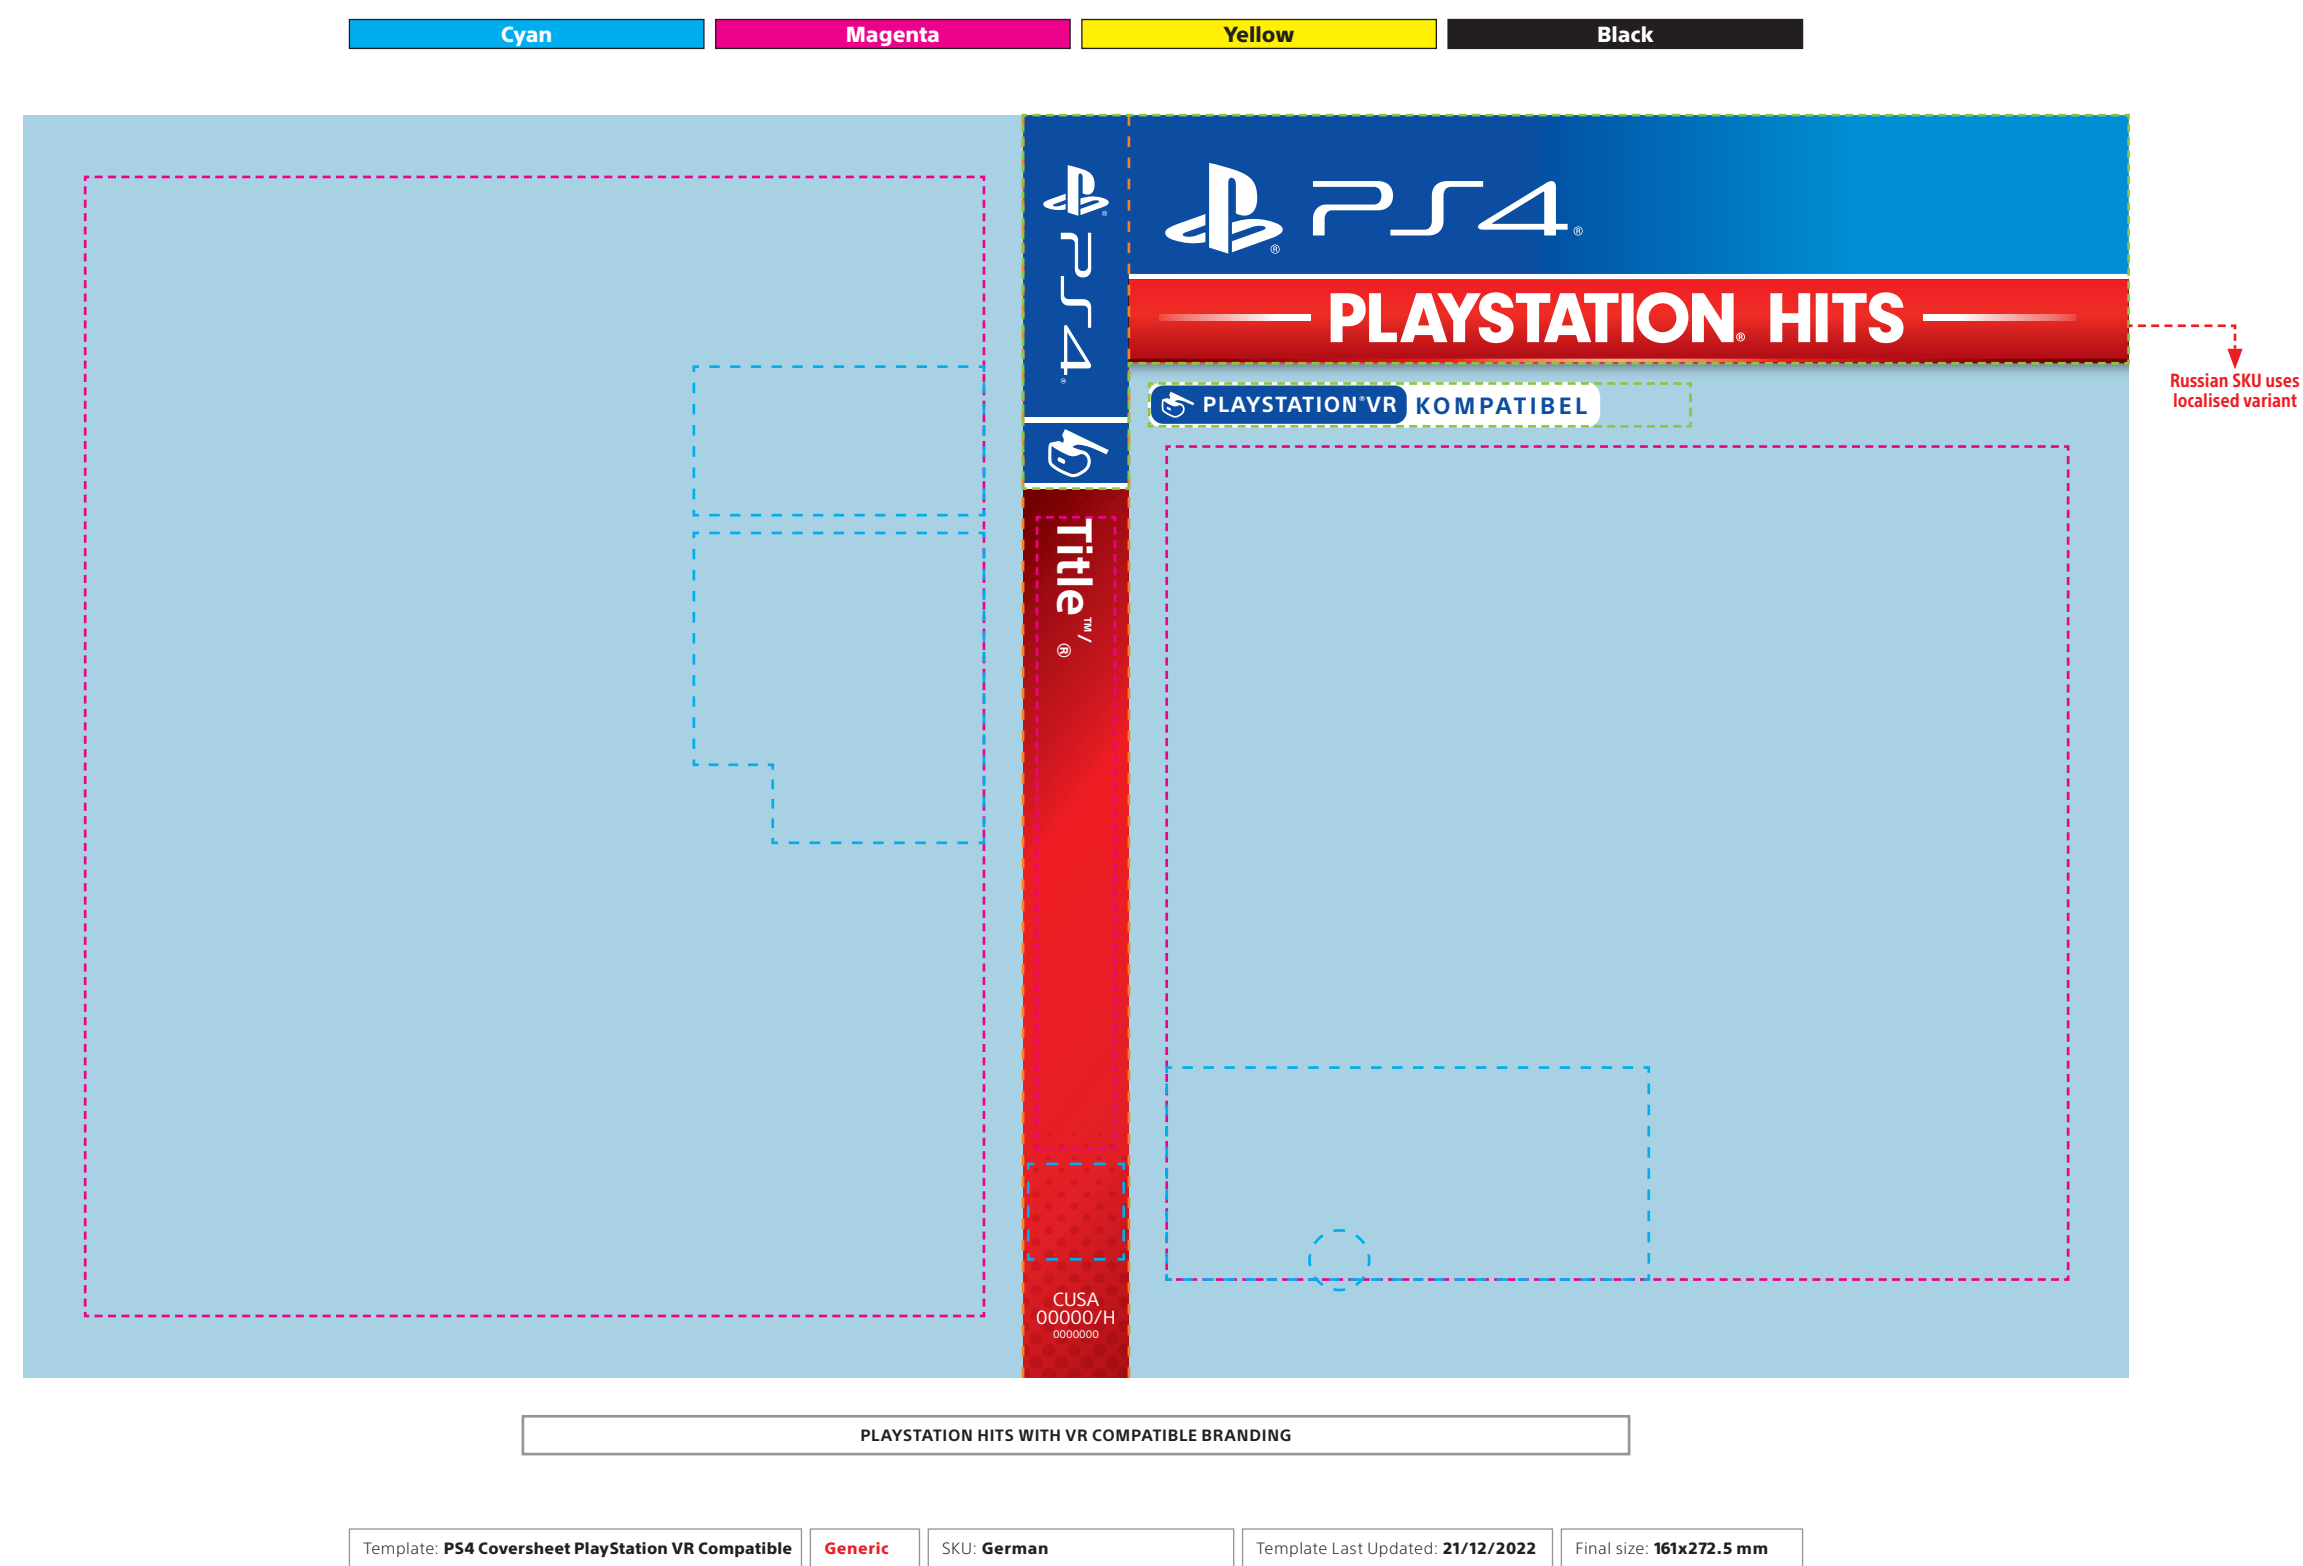 Cyan
Magenta
Yellow
Black
PS4®
PS4®
PLAYSTATION® HITS
Russian SKU uses
localised variant
PLAYSTATION®VR KOMPATIBEL
Title™/®
CUSA
00000/H
0000000
PLAYSTATION HITS WITH VR COMPATIBLE BRANDING
Template: PS4 Coversheet PlayStation VR Compatible
Generic
SKU: German
Template Last Updated: 21/12/2022
Final size: 161x272.5 mm